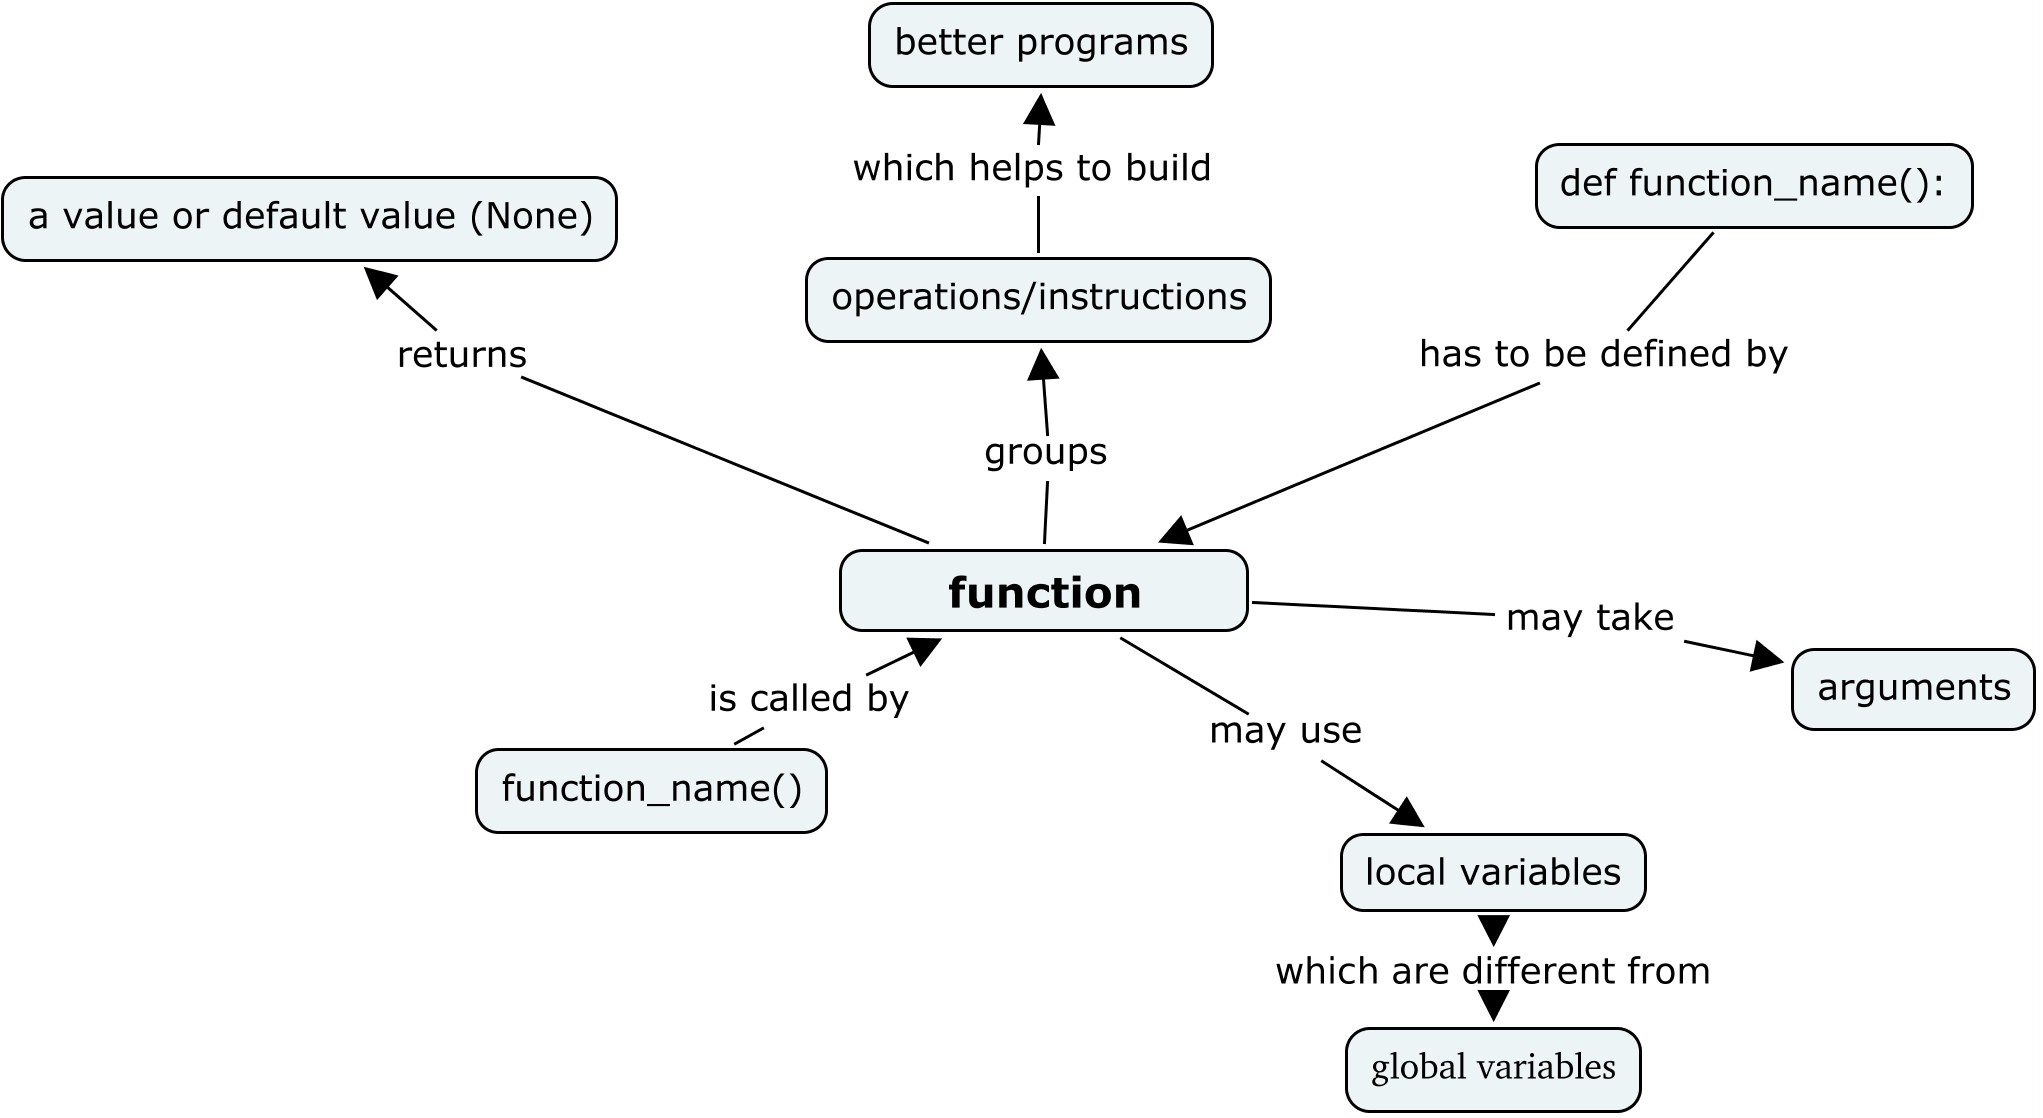 better programs
which helps to build
def function_name():
a value or default value (None)
operations/instructions
returns
has to be defined by
groups
function
may take
arguments
is called by
may use
function_name()
local variables
which are different from
global variables